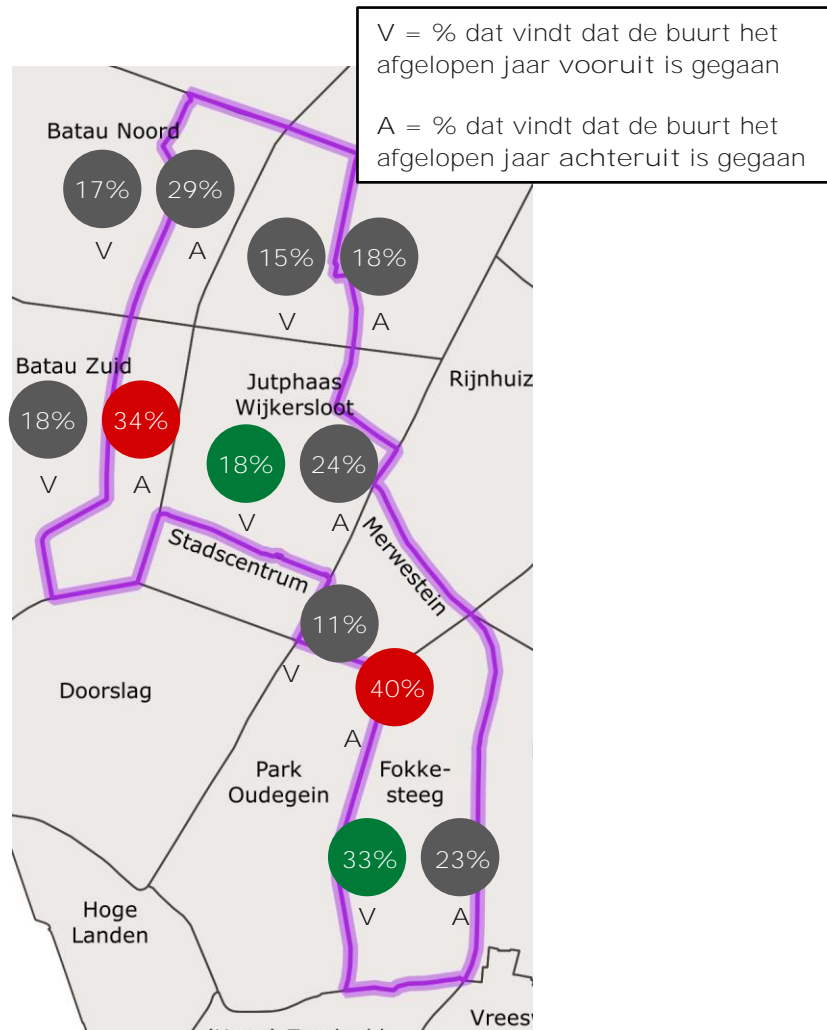 V = % dat vindt dat de buurt het
afgelopen jaar vooruit is gegaan
A = % dat vindt dat de buurt het
afgelopen jaar achteruit is gegaan
Batau Noord
17%
29%
V
A
15%
18%
V
A
Batau Zuid
18%
34%
V
A
Jutphaas
Wijkersloot
18%
24%
V
A
Rijnhuiz
Stadscentrum
Merwestein
11%
V
40%
A
Doorslag
Park
Oudegein
Fokke-
steeg
33%
23%
V
A
Hoge
Landen